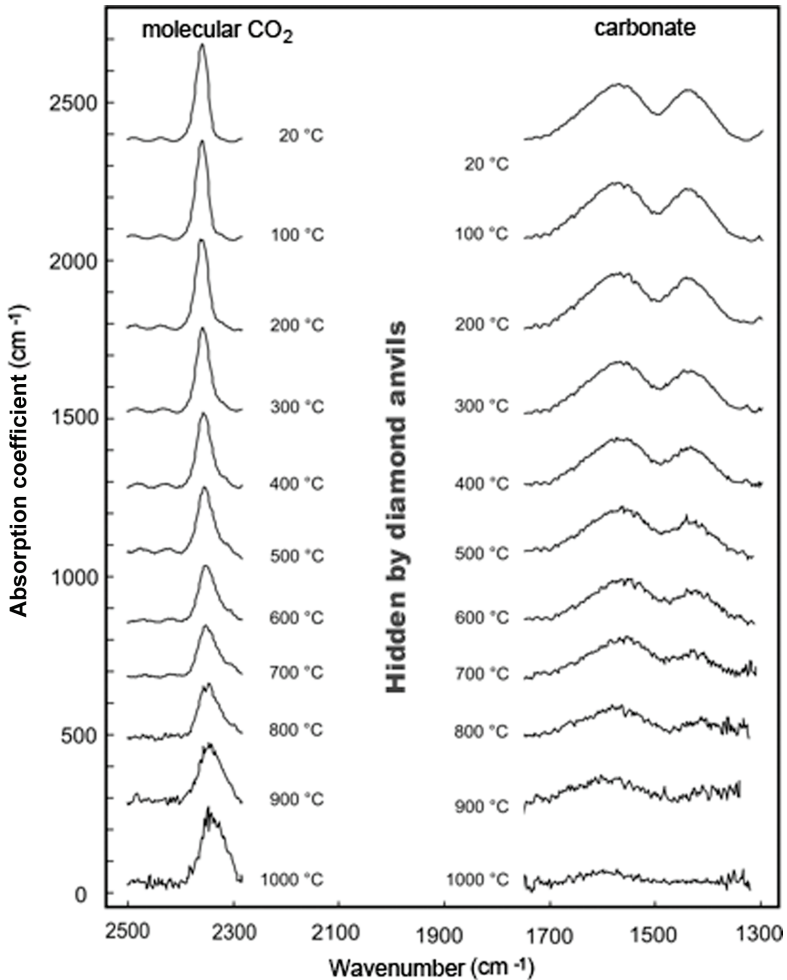 molecular CO₂ carbonate
2500
20 °C
20 °C
100 °C 100 °C
2000
200 °C 200 °C
300 °C 300 °C
1500
400 °C 400 °C
500 °C 500 °C
1000
600 °C 600 °C
700 °C 700 °C
500 800 °C 800 °C
900 °C 900 °C
1000 °C 1000 °C
0
Absorption coefficient (cm⁻¹)
Hidden by diamond anvils
2500 2300 2100 1900 1700 1500 1300
Wavenumber (cm⁻¹)